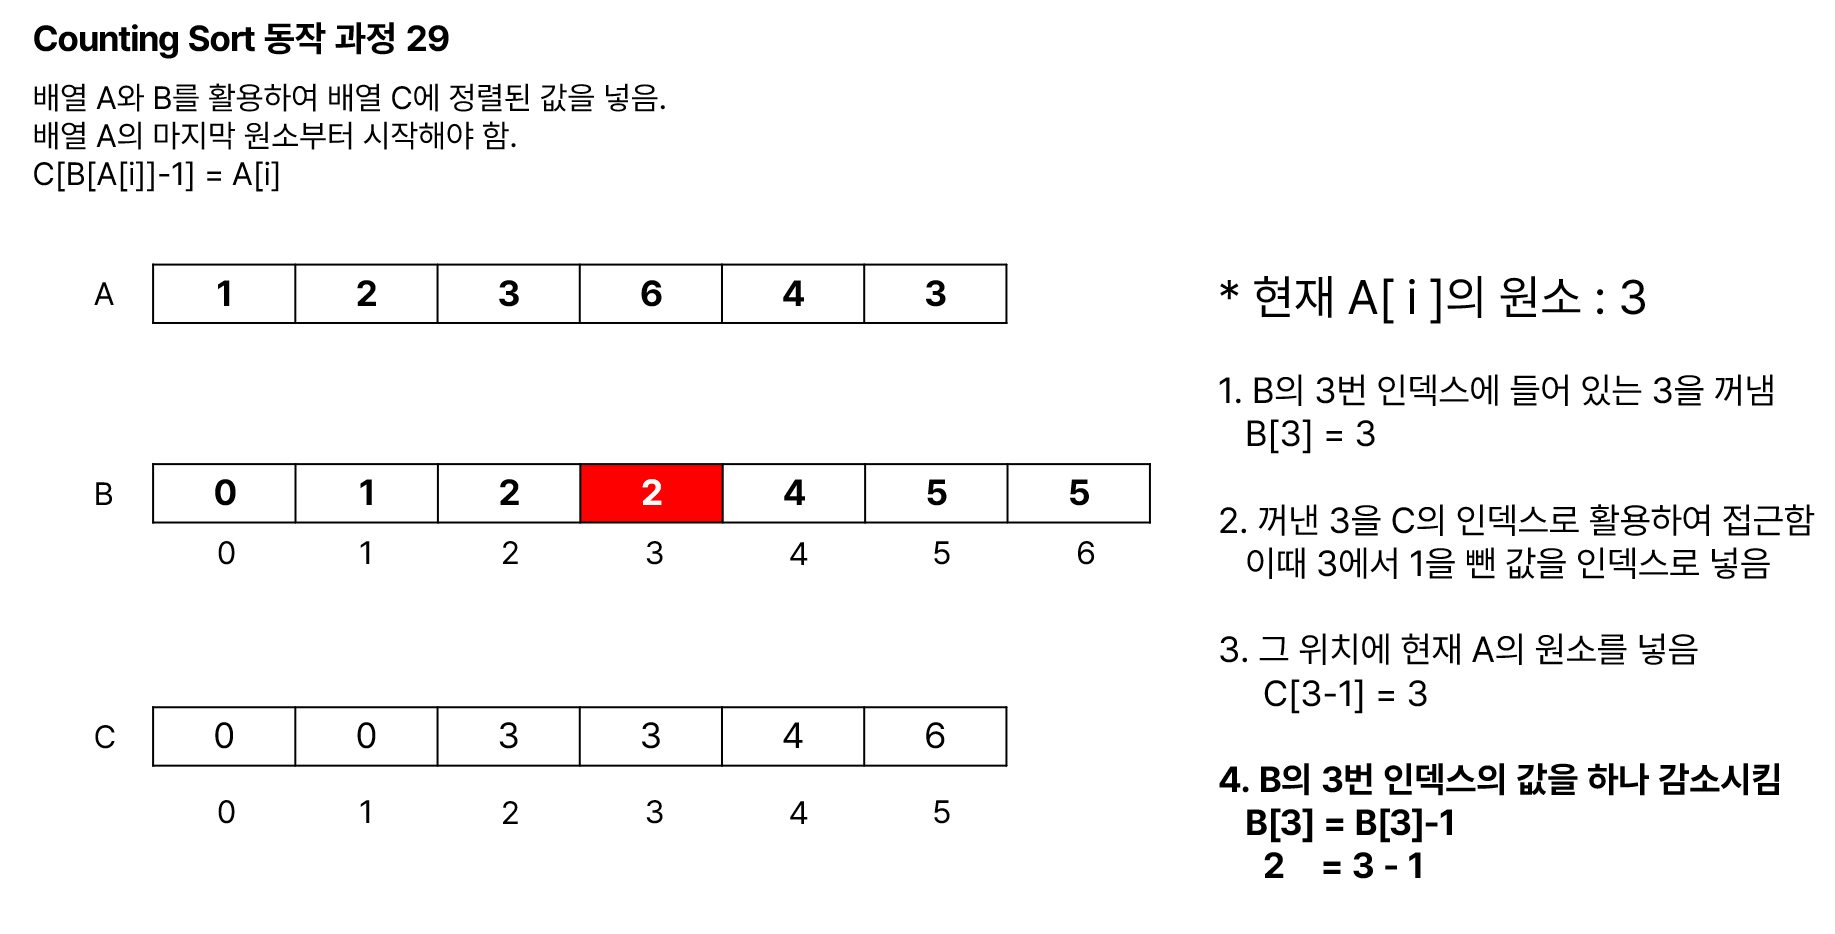 Counting Sort 동작 과정 29
배열 A와 B를 활용하여 배열 C에 정렬된 값을 넣음.
배열 A의 마지막 원소부터 시작해야 함.
C[B[A[i]]-1] = A[i]
A 1 2 3 6 4 3
B 0 1 2 2 4 5 5
0 1 2 3 4 5 6
C 0 0 3 3 4 6
0 1 2 3 4 5
* 현재 A[ i ]의 원소 : 3
1. B의 3번 인덱스에 들어 있는 3을 꺼냄
B[3] = 3
2. 꺼낸 3을 C의 인덱스로 활용하여 접근함
이때 3에서 1을 뺀 값을 인덱스로 넣음
3. 그 위치에 현재 A의 원소를 넣음
C[3-1] = 3
4. B의 3번 인덱스의 값을 하나 감소시킴
B[3] = B[3]-1
2 = 3 - 1